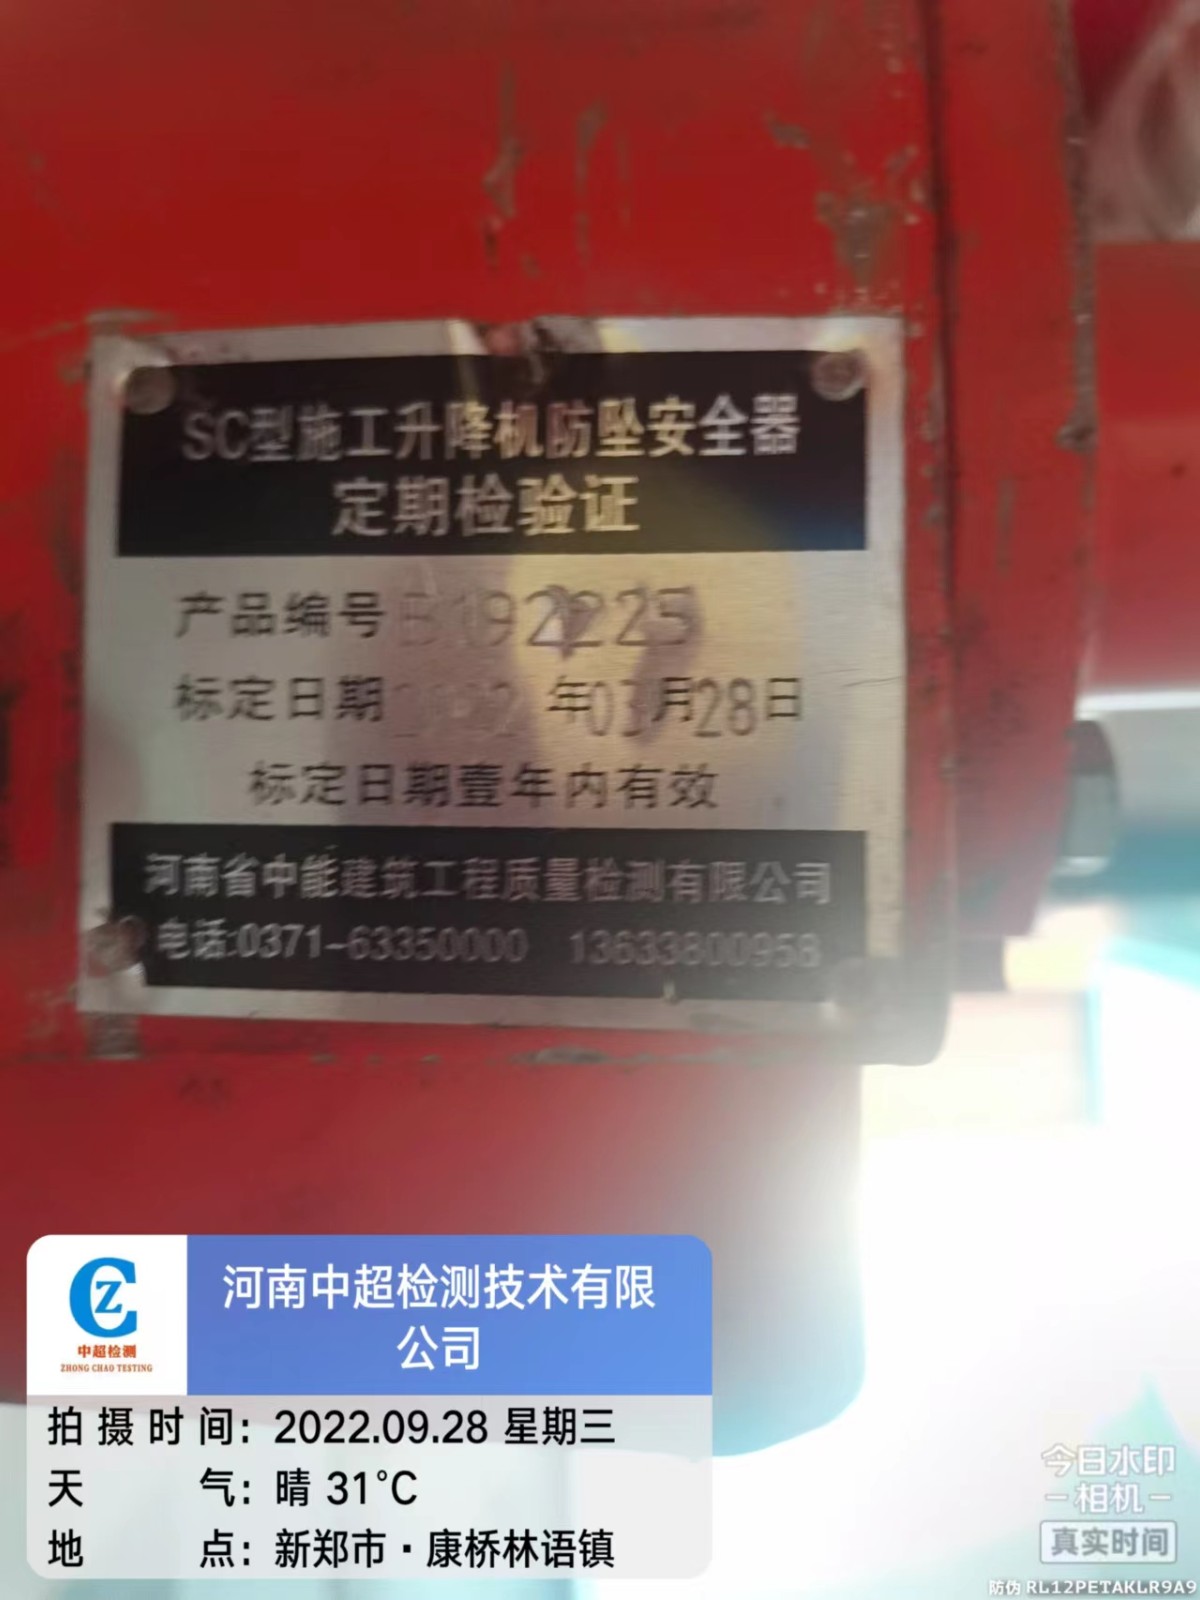 SC型施工升降机防坠安全器
定期检验证
产品编号 B192225
标定日期 2022 年03月28日
标定日期壹年内有效
河南省中能建筑工程质量检测有限公司
电话:0371-63350000 13633800958
河南中超检测技术有限
公司
CZ
中超检测
ZHONG CHAO TESTING
拍摄时间: 2022.09.28 星期三
天气: 晴 31℃
地点: 新郑市·康桥林语镇
今日水印
-相机-
真实时间
防伪 RL12PETAKLR9A9